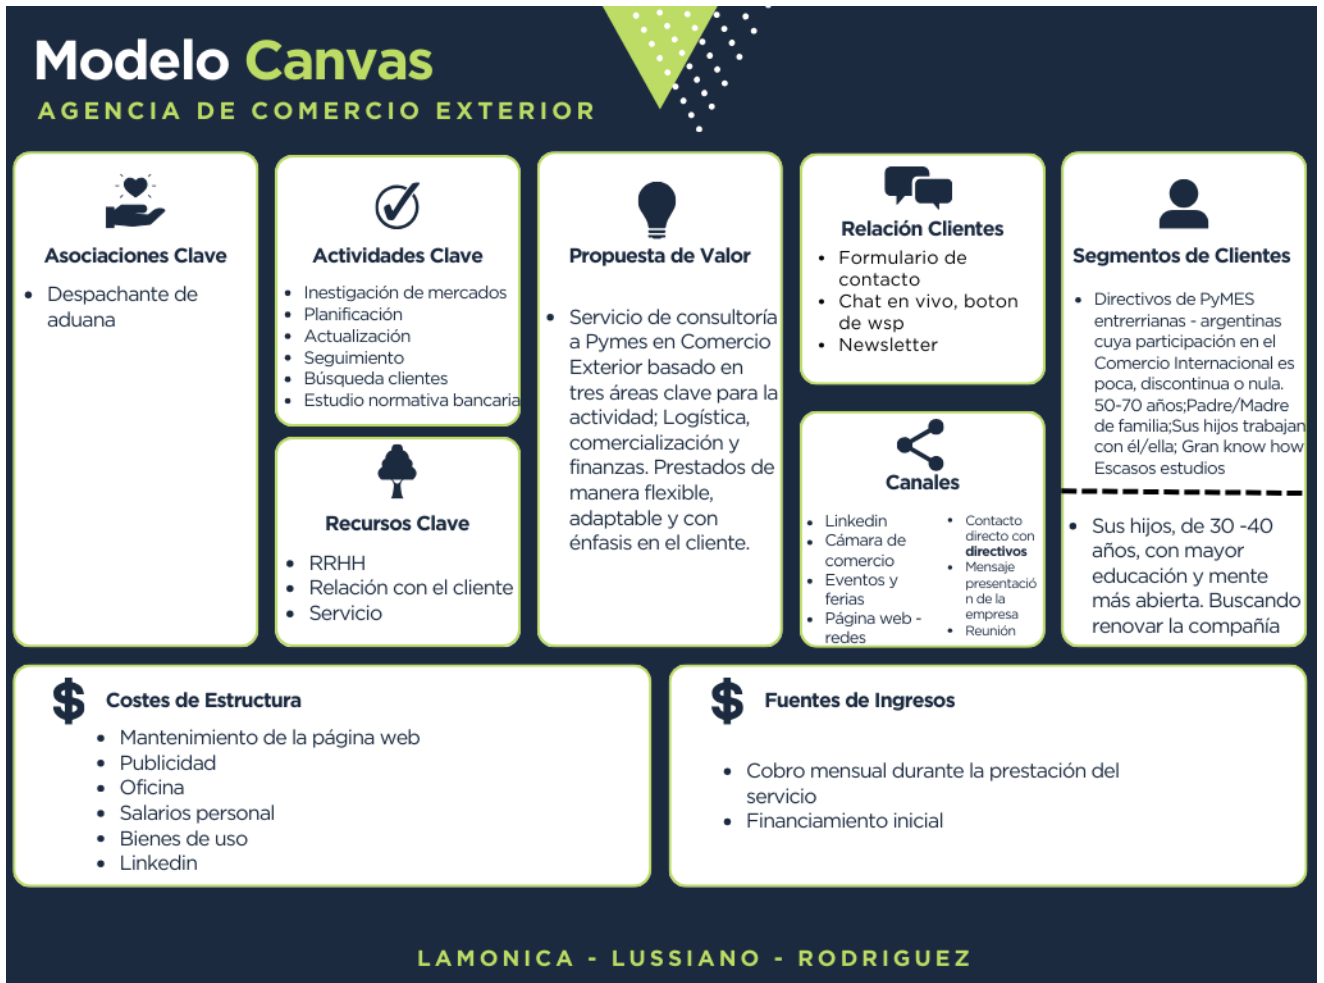 Modelo Canvas
AGENCIA DE COMERCIO EXTERIOR
Asociaciones Clave
• Despachante de
aduana
Actividades Clave
• Inestigación de mercados
• Planificación
• Actualización
• Seguimiento
• Búsqueda clientes
• Estudio normativa bancaria
Recursos Clave
• RRHH
• Relación con el cliente
• Servicio
Propuesta de Valor
• Servicio de consultoría
a Pymes en Comercio
Exterior basado en
tres áreas clave para la
actividad; Logística,
comercialización y
finanzas. Prestados de
manera flexible,
adaptable y con
énfasis en el cliente.
Relación Clientes
• Formulario de
contacto
• Chat en vivo, boton
de wsp
• Newsletter
Canales
• Linkedin
• Cámara de
comercio
• Eventos y
ferias
• Página web -
redes
• Contacto
directo con
directivos
• Mensaje
presentació
n de la
empresa
• Reunión
Segmentos de Clientes
• Directivos de PyMES
entrerrianas - argentinas
cuya participación en el
Comercio Internacional es
poca, discontinua o nula.
50-70 años;Padre/Madre
de familia;Sus hijos trabajan
con él/ella; Gran know how
Escasos estudios
• Sus hijos, de 30 -40
años, con mayor
educación y mente
más abierta. Buscando
renovar la compañía
$ Costes de Estructura
• Mantenimiento de la página web
• Publicidad
• Oficina
• Salarios personal
• Bienes de uso
• Linkedin
$ Fuentes de Ingresos
• Cobro mensual durante la prestación del
servicio
• Financiamiento inicial
LAMONICA - LUSSIANO - RODRIGUEZ